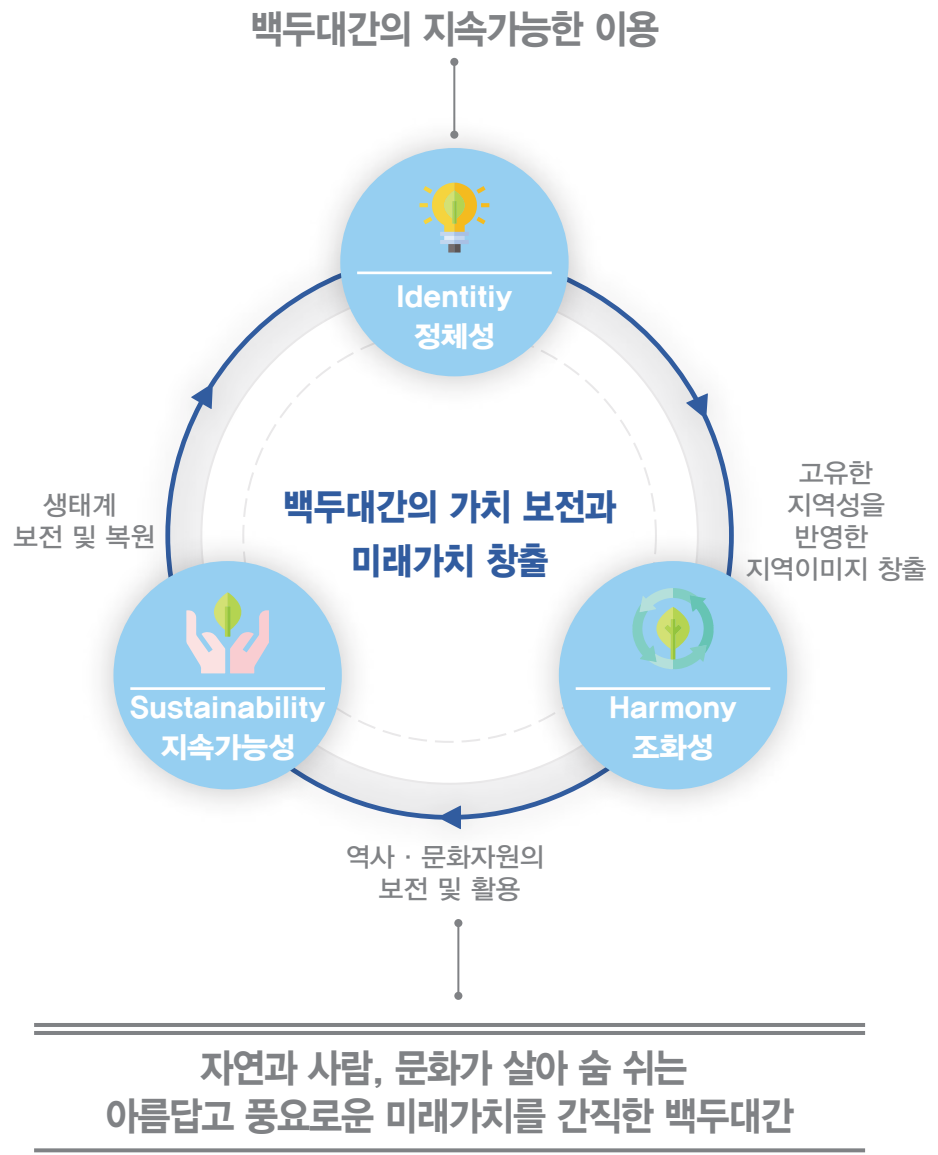 백두대간의 지속가능한 이용
Identitiy
정체성
고유한
지역성을
반영한
지역이미지 창출
생태계
보전 및 복원
백두대간의 가치 보전과
미래가치 창출
Sustainability
지속가능성
Harmony
조화성
역사 · 문화자원의
보전 및 활용
자연과 사람, 문화가 살아 숨 쉬는
아름답고 풍요로운 미래가치를 간직한 백두대간